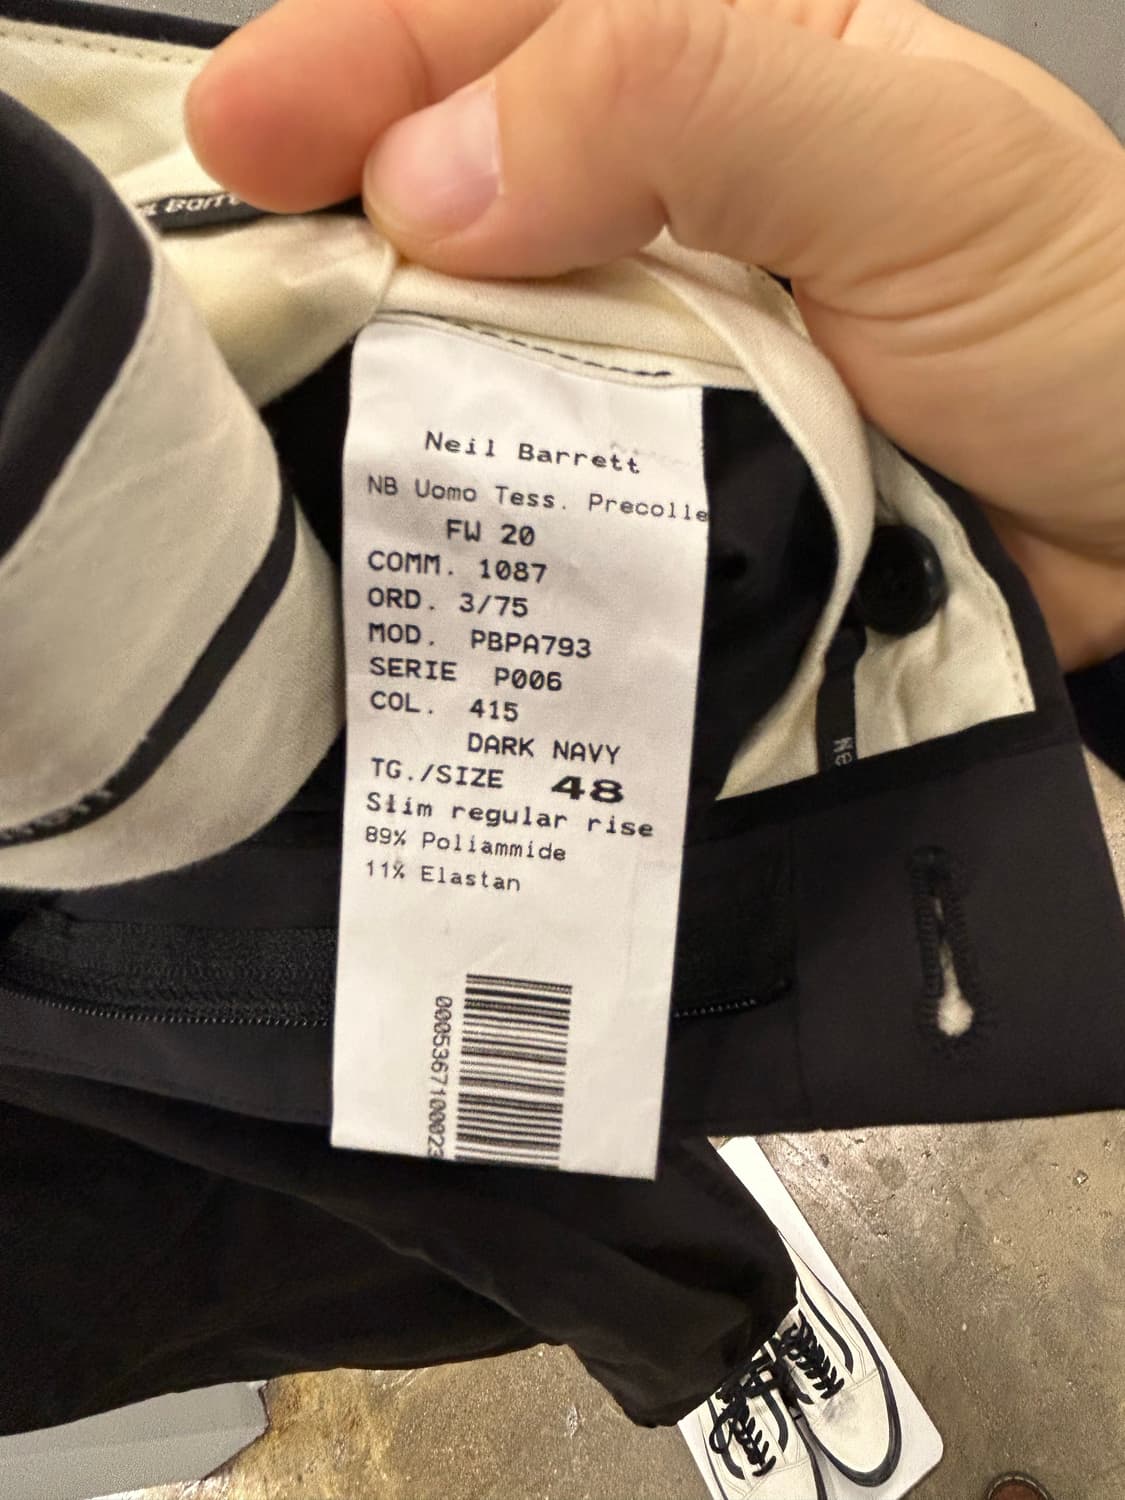 Neil Barrett
NB Uomo Tess. Precolle
FW 20
COMM. 1087
ORD. 3/75
MOD. PBPA793
SERIE P006
COL. 415
DARK NAVY
TG./SIZE 48
Slim regular rise
89% Poliammide
11% Elastan
000053671000023